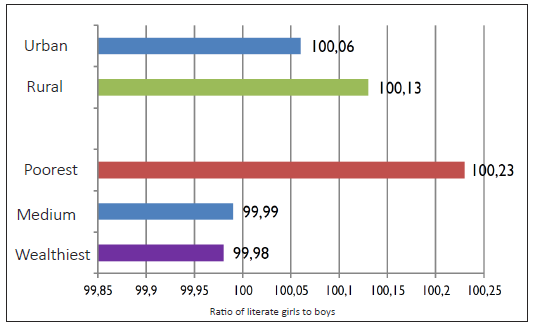 Urban 100,06
Rural 100,13
Poorest 100,23
Medium 99,99
Wealthiest 99,98
99,85 99,9 99,95 100 100,05 100,1 100,15 100,2 100,25
Ratio of literate girls to boys